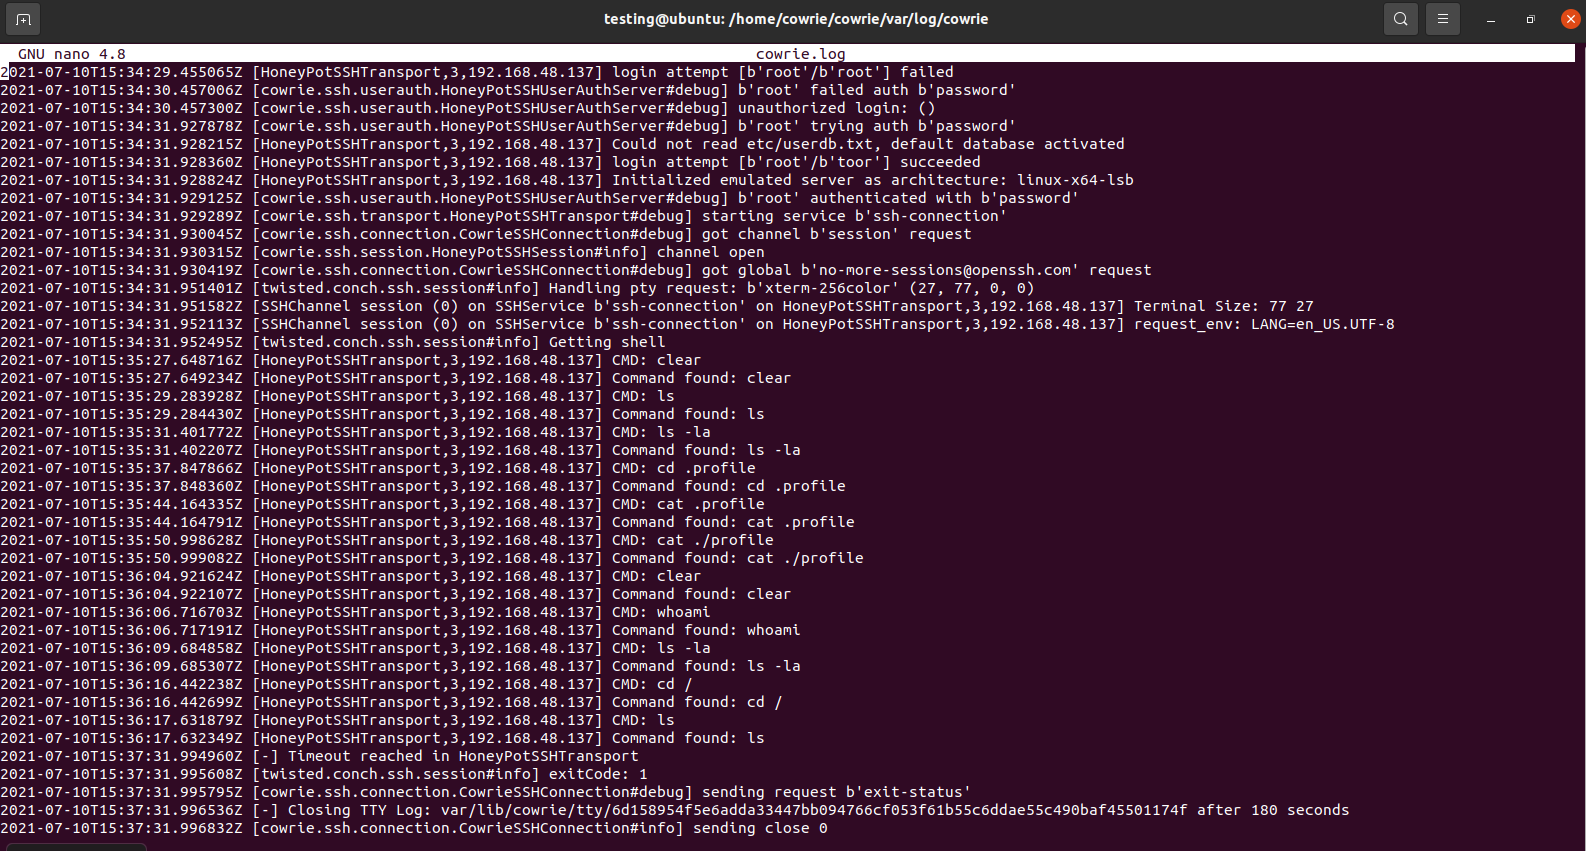 testing@ubuntu: /home/cowrie/cowrie/var/log/cowrie
GNU nano 4.8 cowrie.log
2021-07-10T15:34:29.455065Z [HoneyPotSSHTransport,3,192.168.48.137] login attempt [b'root'/b'root'] failed
2021-07-10T15:34:30.457006Z [cowrie.ssh.userauth.HoneyPotSSHUserAuthServer#debug] b'root' failed auth b'password'
2021-07-10T15:34:30.457300Z [cowrie.ssh.userauth.HoneyPotSSHUserAuthServer#debug] unauthorized login: ()
2021-07-10T15:34:31.927878Z [cowrie.ssh.userauth.HoneyPotSSHUserAuthServer#debug] b'root' trying auth b'password'
2021-07-10T15:34:31.928215Z [HoneyPotSSHTransport,3,192.168.48.137] Could not read etc/userdb.txt, default database activated
2021-07-10T15:34:31.928360Z [HoneyPotSSHTransport,3,192.168.48.137] login attempt [b'root'/b'toor'] succeeded
2021-07-10T15:34:31.928824Z [HoneyPotSSHTransport,3,192.168.48.137] Initialized emulated server as architecture: linux-x64-lsb
2021-07-10T15:34:31.929125Z [cowrie.ssh.userauth.HoneyPotSSHUserAuthServer#debug] b'root' authenticated with b'password'
2021-07-10T15:34:31.929289Z [cowrie.ssh.transport.HoneyPotSSHTransport#debug] starting service b'ssh-connection'
2021-07-10T15:34:31.930045Z [cowrie.ssh.connection.CowrieSSHConnection#debug] got channel b'session' request
2021-07-10T15:34:31.930315Z [cowrie.ssh.session.HoneyPotSSHSession#info] channel open
2021-07-10T15:34:31.930419Z [cowrie.ssh.connection.CowrieSSHConnection#debug] got global b'no-more-sessions@openssh.com' request
2021-07-10T15:34:31.951401Z [twisted.conch.ssh.session#info] Handling pty request: b'xterm-256color' (27, 77, 0, 0)
2021-07-10T15:34:31.951582Z [SSHChannel session (0) on SSHService b'ssh-connection' on HoneyPotSSHTransport,3,192.168.48.137] Terminal Size: 77 27
2021-07-10T15:34:31.952113Z [SSHChannel session (0) on SSHService b'ssh-connection' on HoneyPotSSHTransport,3,192.168.48.137] request_env: LANG=en_US.UTF-8
2021-07-10T15:34:31.952495Z [twisted.conch.ssh.session#info] Getting shell
2021-07-10T15:35:27.648716Z [HoneyPotSSHTransport,3,192.168.48.137] CMD: clear
2021-07-10T15:35:27.649234Z [HoneyPotSSHTransport,3,192.168.48.137] Command found: clear
2021-07-10T15:35:29.283928Z [HoneyPotSSHTransport,3,192.168.48.137] CMD: ls
2021-07-10T15:35:29.284430Z [HoneyPotSSHTransport,3,192.168.48.137] Command found: ls
2021-07-10T15:35:31.401772Z [HoneyPotSSHTransport,3,192.168.48.137] CMD: ls -la
2021-07-10T15:35:31.402207Z [HoneyPotSSHTransport,3,192.168.48.137] Command found: ls -la
2021-07-10T15:35:37.847866Z [HoneyPotSSHTransport,3,192.168.48.137] CMD: cd .profile
2021-07-10T15:35:37.848360Z [HoneyPotSSHTransport,3,192.168.48.137] Command found: cd .profile
2021-07-10T15:35:44.164335Z [HoneyPotSSHTransport,3,192.168.48.137] CMD: cat .profile
2021-07-10T15:35:44.164791Z [HoneyPotSSHTransport,3,192.168.48.137] Command found: cat .profile
2021-07-10T15:35:50.998628Z [HoneyPotSSHTransport,3,192.168.48.137] CMD: cat ./profile
2021-07-10T15:35:50.999082Z [HoneyPotSSHTransport,3,192.168.48.137] Command found: cat ./profile
2021-07-10T15:36:04.921624Z [HoneyPotSSHTransport,3,192.168.48.137] CMD: clear
2021-07-10T15:36:04.922107Z [HoneyPotSSHTransport,3,192.168.48.137] Command found: clear
2021-07-10T15:36:06.716703Z [HoneyPotSSHTransport,3,192.168.48.137] CMD: whoami
2021-07-10T15:36:06.717191Z [HoneyPotSSHTransport,3,192.168.48.137] Command found: whoami
2021-07-10T15:36:09.684858Z [HoneyPotSSHTransport,3,192.168.48.137] CMD: ls -la
2021-07-10T15:36:09.685307Z [HoneyPotSSHTransport,3,192.168.48.137] Command found: ls -la
2021-07-10T15:36:16.442238Z [HoneyPotSSHTransport,3,192.168.48.137] CMD: cd /
2021-07-10T15:36:16.442699Z [HoneyPotSSHTransport,3,192.168.48.137] Command found: cd /
2021-07-10T15:36:17.631879Z [HoneyPotSSHTransport,3,192.168.48.137] CMD: ls
2021-07-10T15:36:17.632349Z [HoneyPotSSHTransport,3,192.168.48.137] Command found: ls
2021-07-10T15:37:31.994960Z [-] Timeout reached in HoneyPotSSHTransport
2021-07-10T15:37:31.995608Z [twisted.conch.ssh.session#info] exitCode: 1
2021-07-10T15:37:31.995795Z [cowrie.ssh.connection.CowrieSSHConnection#debug] sending request b'exit-status'
2021-07-10T15:37:31.996536Z [-] Closing TTY Log: var/lib/cowrie/tty/6d158954f5e6adda33447bb094766cf053f61b55c6ddae55c490baf45501174f after 180 seconds
2021-07-10T15:37:31.996832Z [cowrie.ssh.connection.CowrieSSHConnection#info] sending close 0